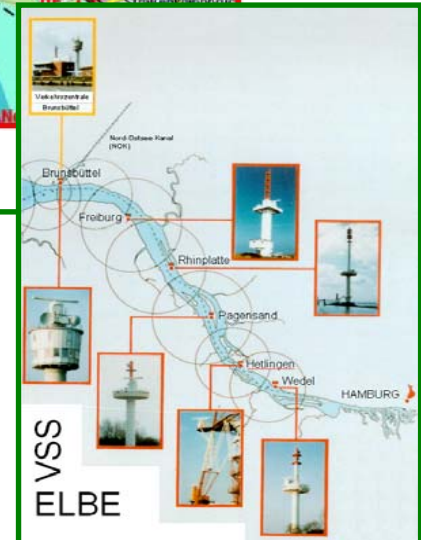 Verkehrszentrale
Brunsbüttel
Nord-Ostsee Kanal
(NOK)
Brunsbüttel
Freiburg
Rhinplatte
Pagensand
Hetlingen
Wedel
HAMBURG
VSS
ELBE